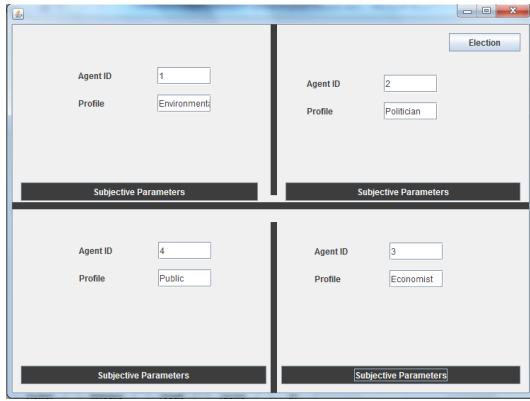 Election
Agent ID 1
Profile Environmenta
Agent ID 2
Profile Politician
Subjective Parameters
Subjective Parameters
Agent ID 4
Profile Public
Agent ID 3
Profile Economist
Subjective Parameters
Subjective Parameters